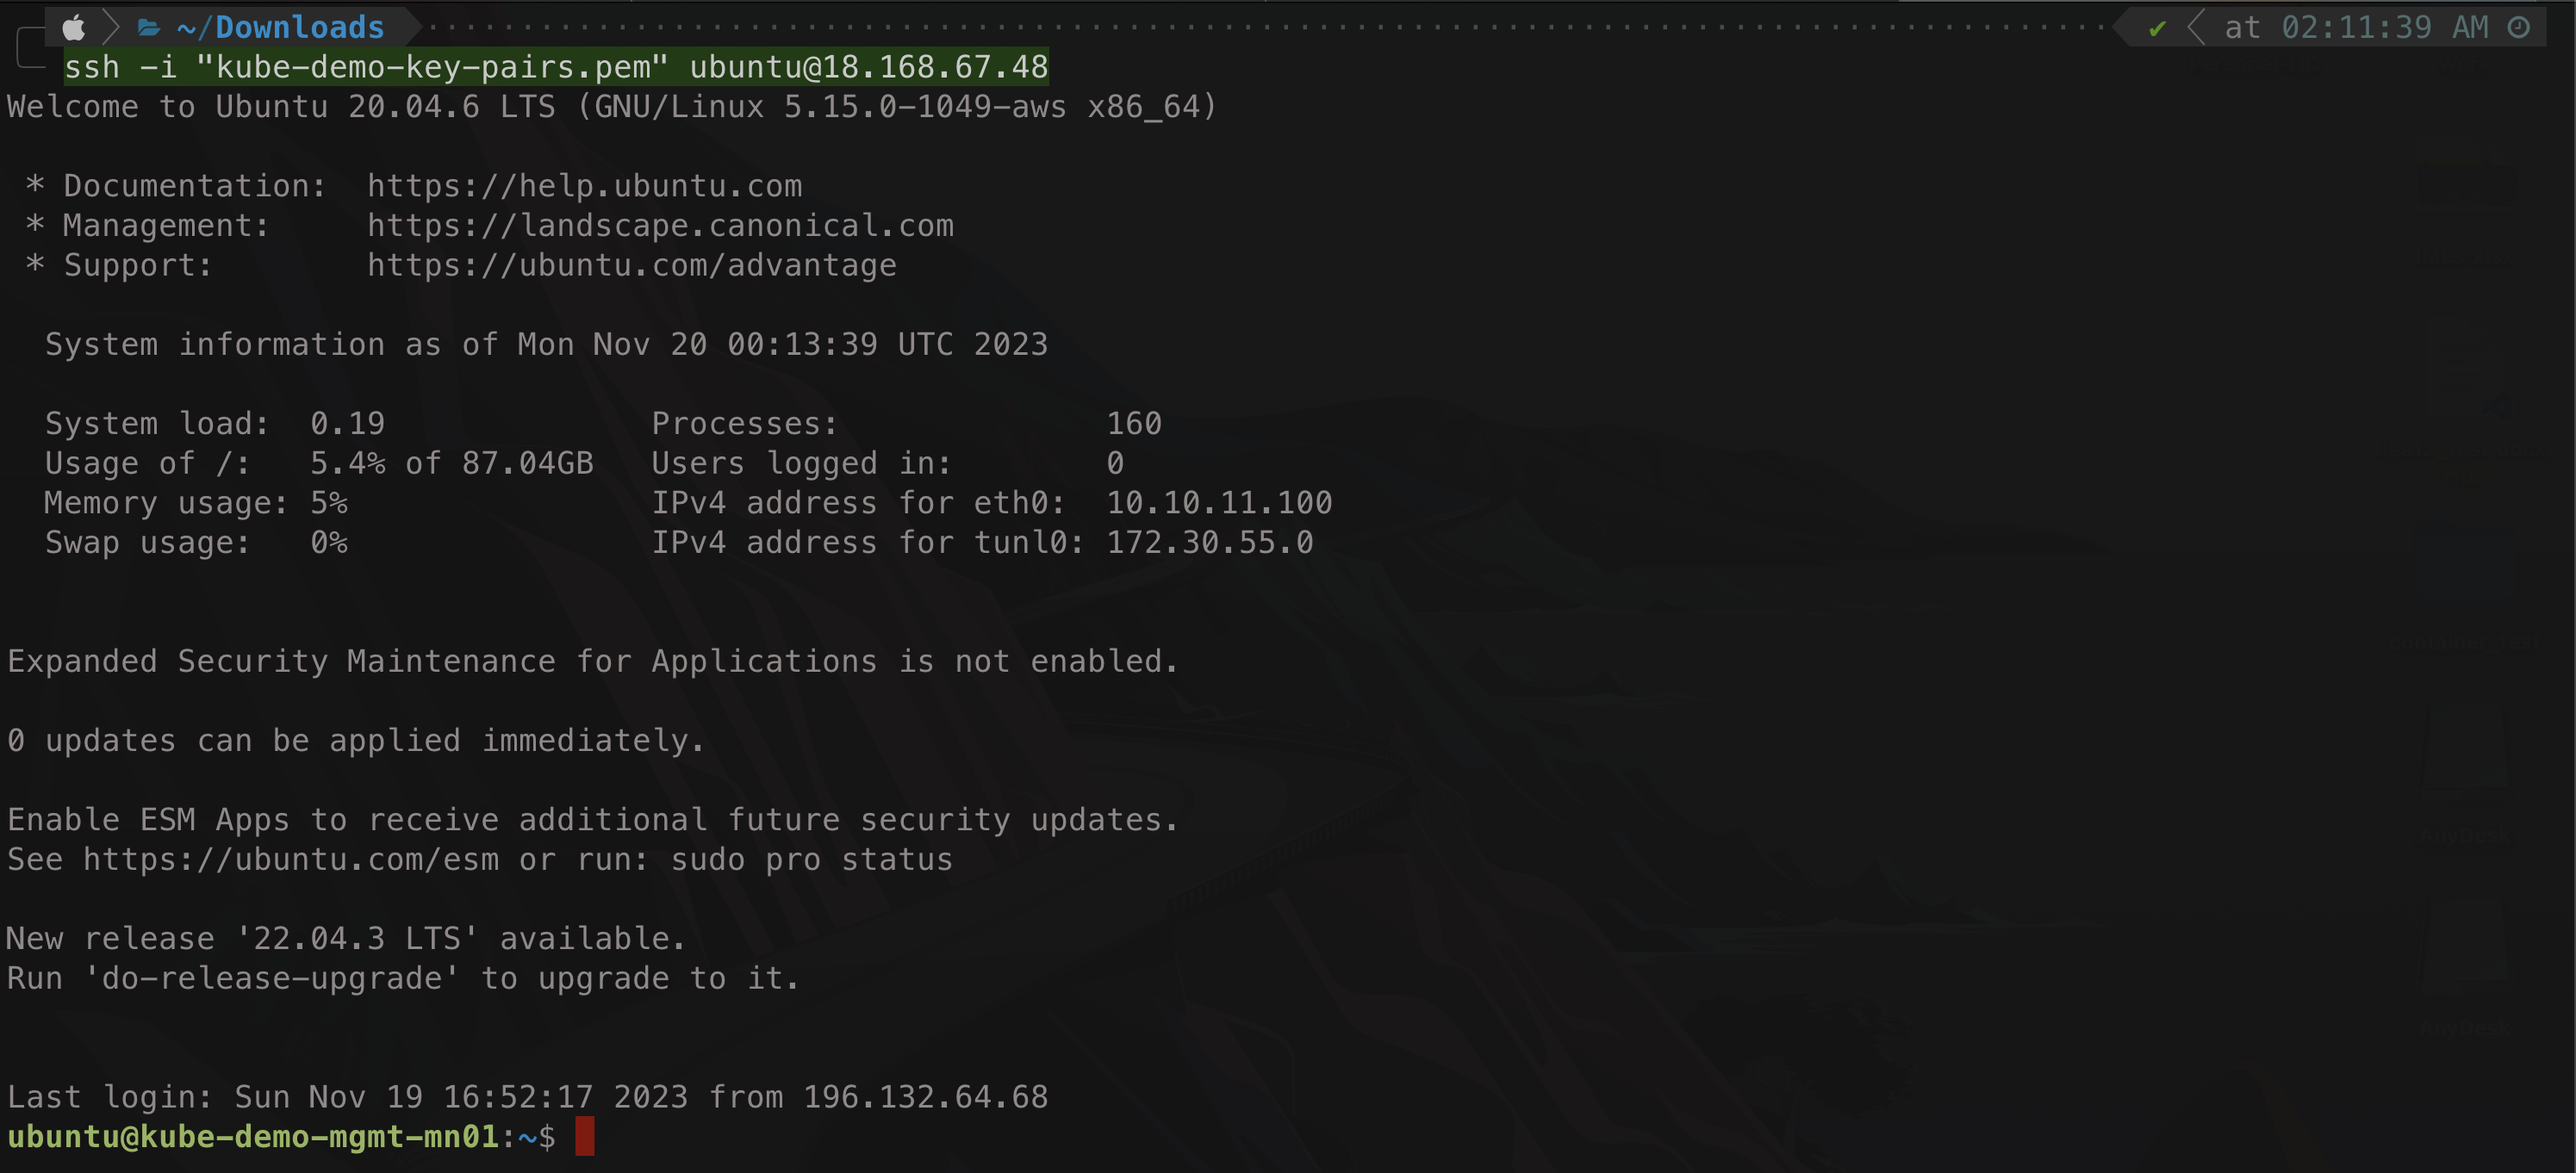 ~/Downloads ✔ at 02:11:39 AM
ssh -i "kube-demo-key-pairs.pem" ubuntu@18.168.67.48
Welcome to Ubuntu 20.04.6 LTS (GNU/Linux 5.15.0-1049-aws x86_64)
* Documentation: https://help.ubuntu.com
* Management: https://landscape.canonical.com
* Support: https://ubuntu.com/advantage
System information as of Mon Nov 20 00:13:39 UTC 2023
System load: 0.19 Processes: 160
Usage of /: 5.4% of 87.04GB Users logged in: 0
Memory usage: 5% IPv4 address for eth0: 10.10.11.100
Swap usage: 0% IPv4 address for tunl0: 172.30.55.0
Expanded Security Maintenance for Applications is not enabled.
0 updates can be applied immediately.
Enable ESM Apps to receive additional future security updates.
See https://ubuntu.com/esm or run: sudo pro status
New release '22.04.3 LTS' available.
Run 'do-release-upgrade' to upgrade to it.
Last login: Sun Nov 19 16:52:17 2023 from 196.132.64.68
ubuntu@kube-demo-mgmt-mn01:~$